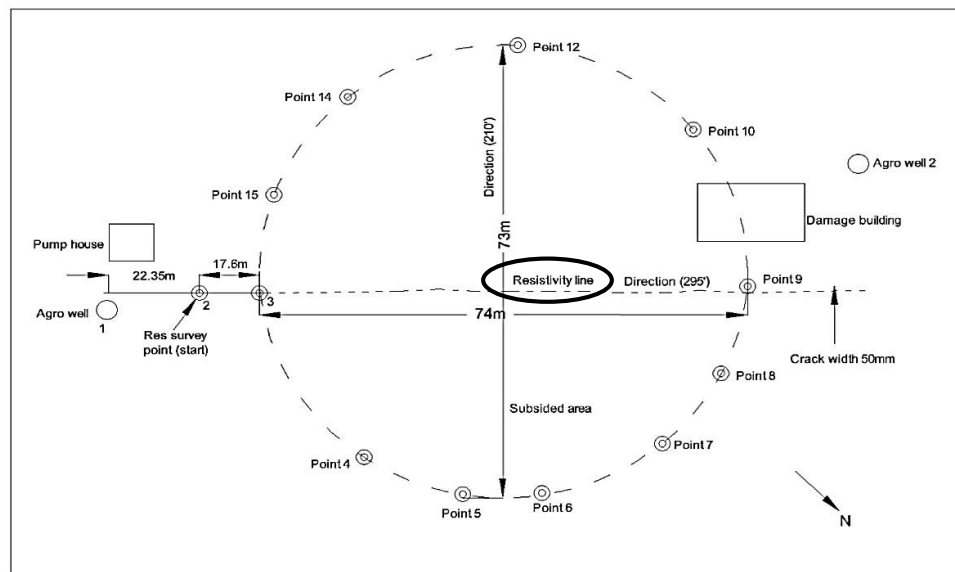 Point 12
Point 14
Point 10
Direction (210')
Agro well 2
Point 15
Damage building
Pump house
73m
17.6m
22.35m
Resistivity line
Direction (295')
Point 9
2
3
Agro well
1
74m
Res survey
point (start)
Crack width 50mm
Point 8
Subsided area
Point 7
Point 4
Point 5
Point 6
N